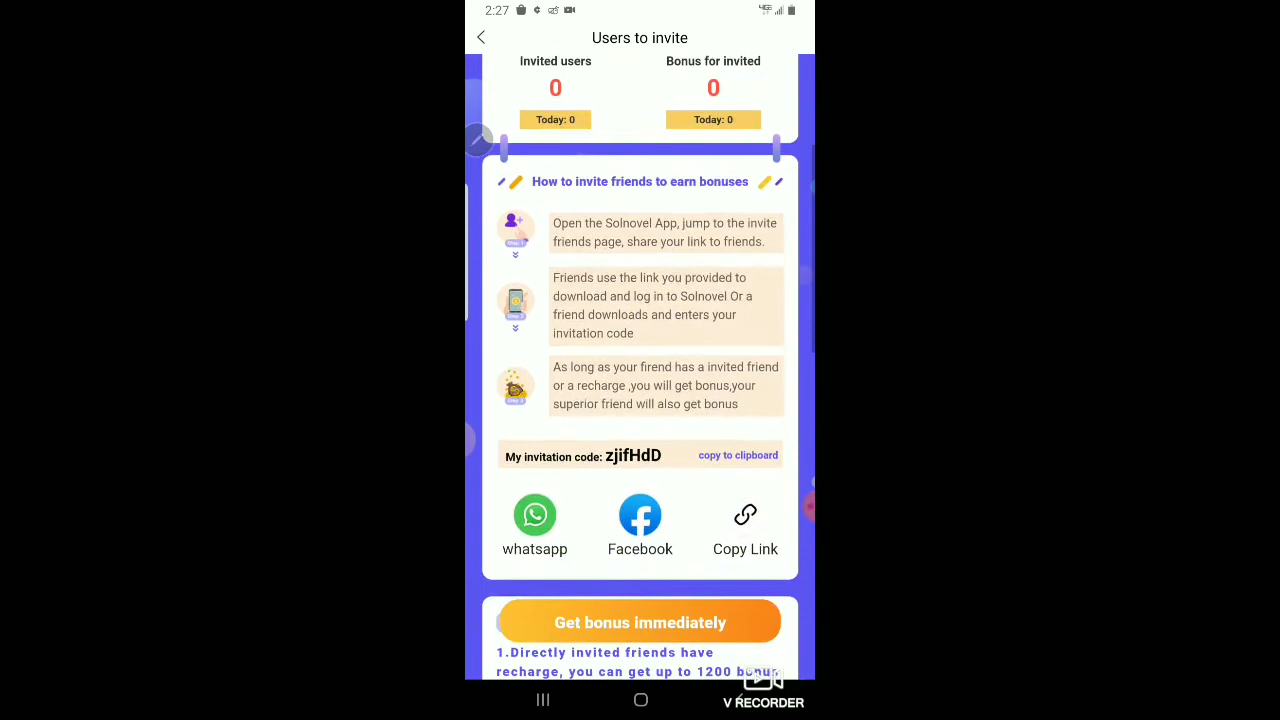 2:27
Users to invite
Invited users Bonus for invited
0 0
Today: 0 Today: 0
How to invite friends to earn bonuses
Open the Solnovel App, jump to the invite
friends page, share your link to friends.
Friends use the link you provided to
download and log in to Solnovel Or a
friend downloads and enters your
invitation code
As long as your firend has a invited friend
or a recharge ,you will get bonus,your
superior friend will also get bonus
My invitation code: zjifHdD copy to clipboard
whatsapp Facebook Copy Link
Get bonus immediately
1.Directly invited friends have
recharge, you can get up to 1200 bonus
V RECORDER